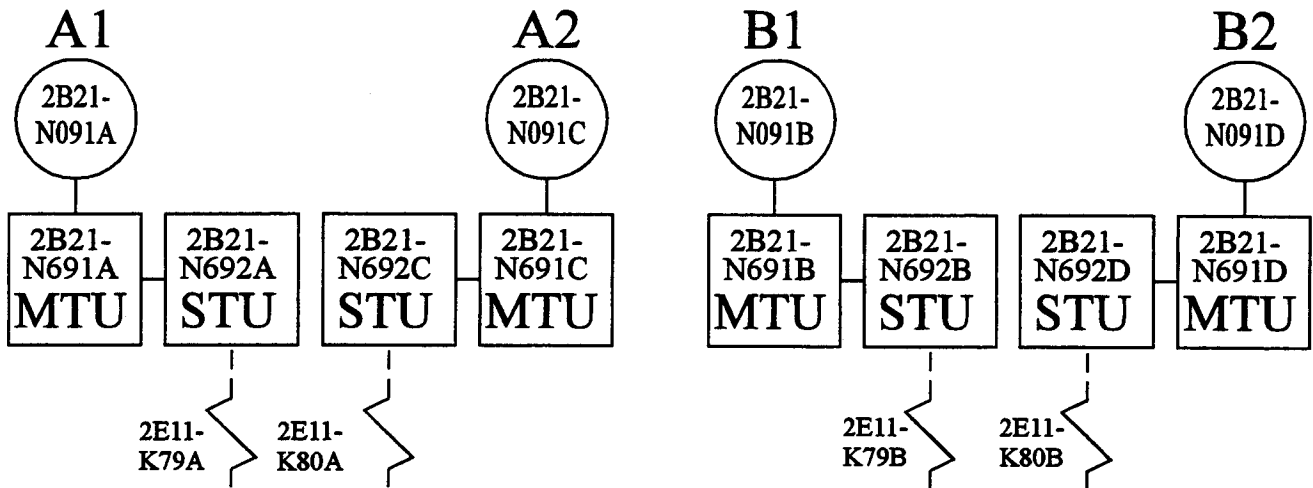 A1
A2
B1
B2
2B21-
N091A
2B21-
N091C
2B21-
N091B
2B21-
N091D
2B21-
N691A
MTU
2B21-
N692A
STU
2B21-
N692C
STU
2B21-
N691C
MTU
2B21-
N691B
MTU
2B21-
N692B
STU
2B21-
N692D
STU
2B21-
N691D
MTU
2E11-
K79A
2E11-
K80A
2E11-
K79B
2E11-
K80B